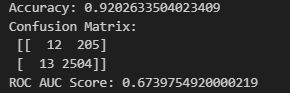 Accuracy: 0.9202633504023409
Confusion Matrix:
[[  12  205]
[  13 2504]]
ROC AUC Score: 0.6739754920000219